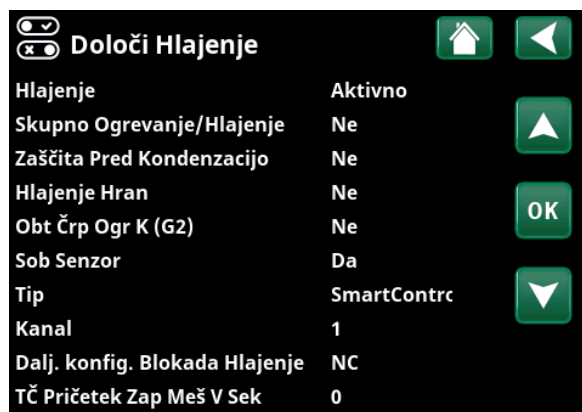 Določi Hlajenje
Hlajenje Aktivno
Skupno Ogrevanje/Hlajenje Ne
Zaščita Pred Kondenzacijo Ne
Hlajenje Hran Ne
Obt Črp Ogr K (G2) Ne
OK
Sob Senzor Da
Tip SmartContrc
Kanal 1
Dalj. konfig. Blokada Hlajenje NC
TČ Pričetek Zap Meš V Sek 0